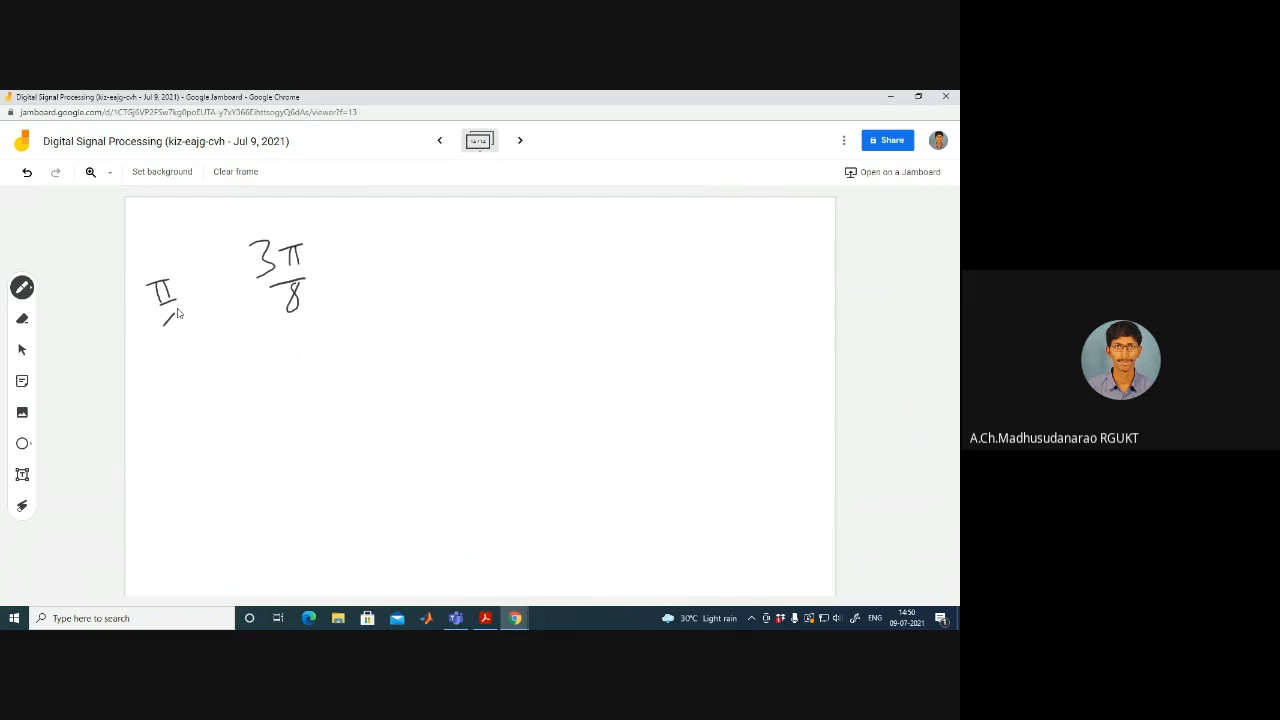 Digital Signal Processing (kiz-eajg-cvh - Jul 9, 2021) - Google Jamboard - Google Chrome
Digital Signal Processing (kiz-eajg-cvh - Jul 9, 2021)
14 / 14
Share
Set background
Clear frame
Open on a Jamboard
3π
8
π
A.Ch.Madhusudanarao RGUKT
Type here to search
30°C Light rain
ENG
14:50
09-07-2021